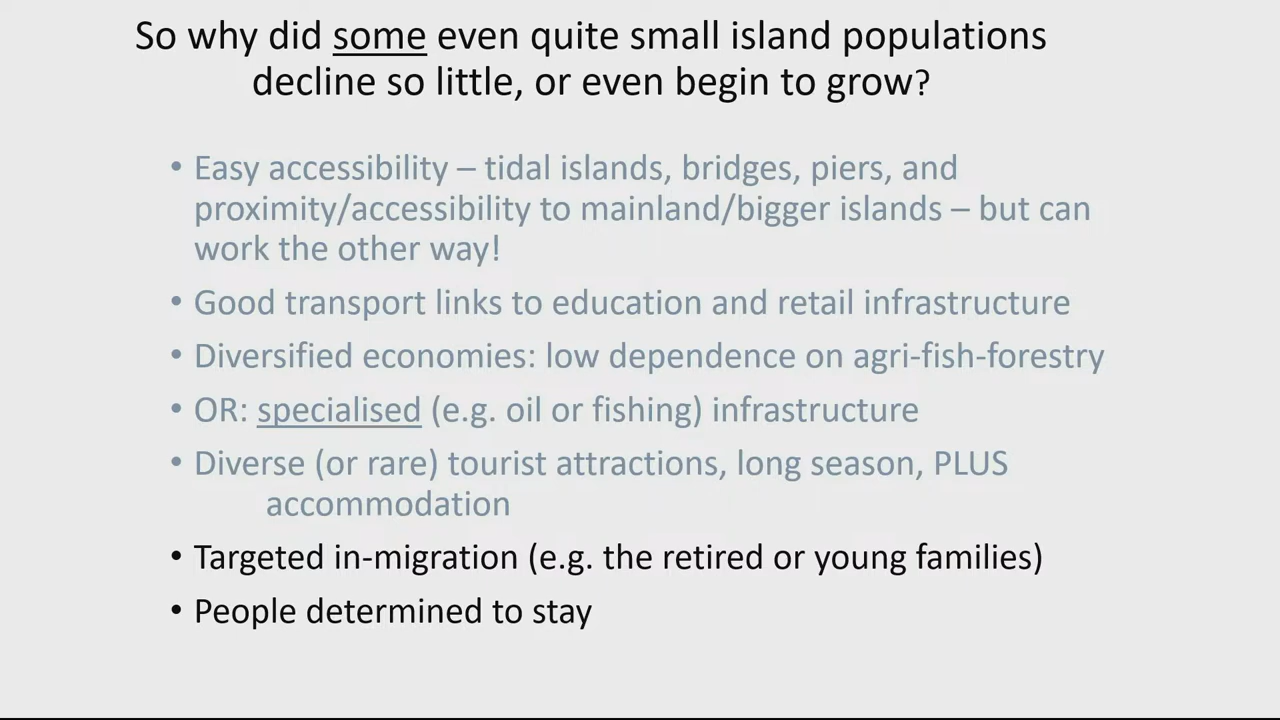 So why did some even quite small island populations
decline so little, or even begin to grow?
• Easy accessibility – tidal islands, bridges, piers, and
proximity/accessibility to mainland/bigger islands – but can
work the other way!
• Good transport links to education and retail infrastructure
• Diversified economies: low dependence on agri-fish-forestry
• OR: specialised (e.g. oil or fishing) infrastructure
• Diverse (or rare) tourist attractions, long season, PLUS
accommodation
• Targeted in-migration (e.g. the retired or young families)
• People determined to stay